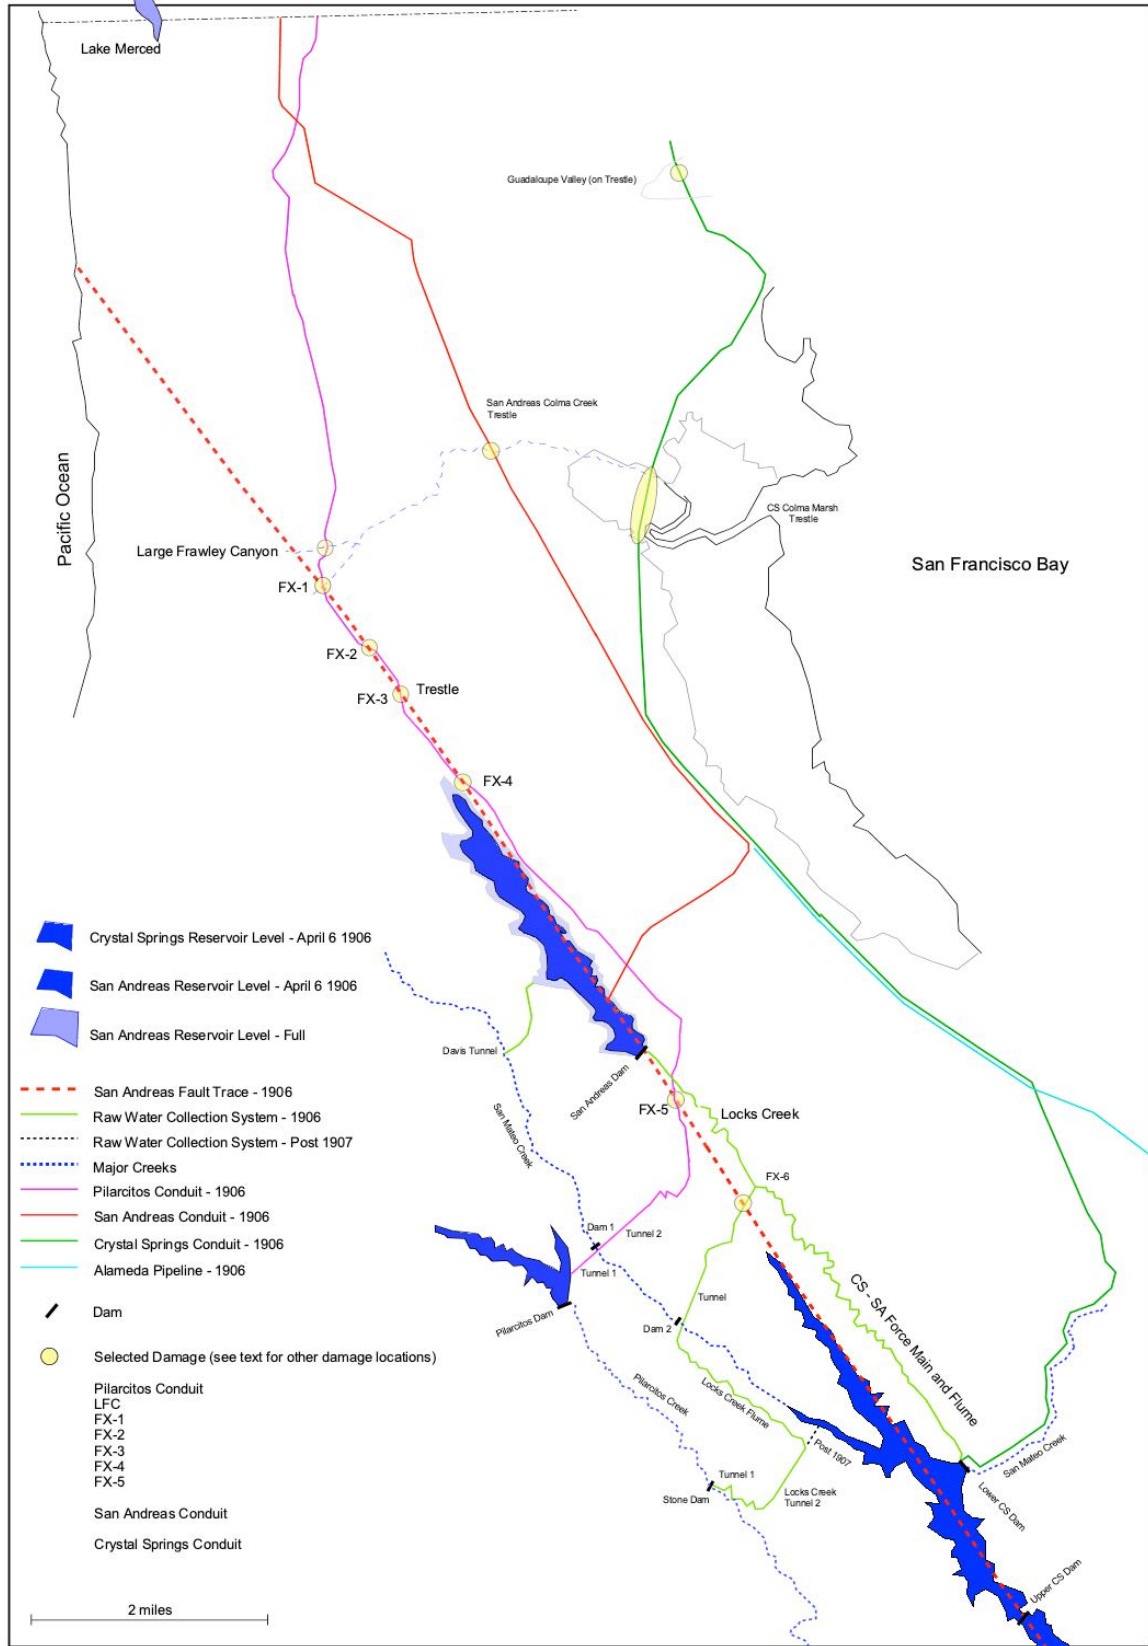 Lake Merced
Guadaloupe Valley (on Trestle)
San Andreas Colma Creek
Trestle
Pacific Ocean
CS Colma Marsh
Trestle
Large Frawley Canyon
San Francisco Bay
FX-1
FX-2
FX-3
Trestle
FX-4
Crystal Springs Reservoir Level - April 6 1906
San Andreas Reservoir Level - April 6 1906
San Andreas Reservoir Level - Full
Davis Tunnel
San Andreas Dam
San Mateo Creek
FX-5
Locks Creek
San Andreas Fault Trace - 1906
Raw Water Collection System - 1906
Raw Water Collection System - Post 1907
Major Creeks
Pilarcitos Conduit - 1906
San Andreas Conduit - 1906
Crystal Springs Conduit - 1906
Alameda Pipeline - 1906
Dam
Selected Damage (see text for other damage locations)
Pilarcitos Conduit
LFC
FX-1
FX-2
FX-3
FX-4
FX-5
San Andreas Conduit
Crystal Springs Conduit
2 miles
FX-6
Dam 1
Tunnel 2
Tunnel 1
Pilarcitos Dam
Tunnel
Dam 2
CS - SA Force Main and Flume
Pilarcitos Creek
Locks Creek Flume
Post 1907
Tunnel 1
Stone Dam
Locks Creek
Tunnel 2
San Mateo Creek
Lower CS Dam
Upper CS Dam